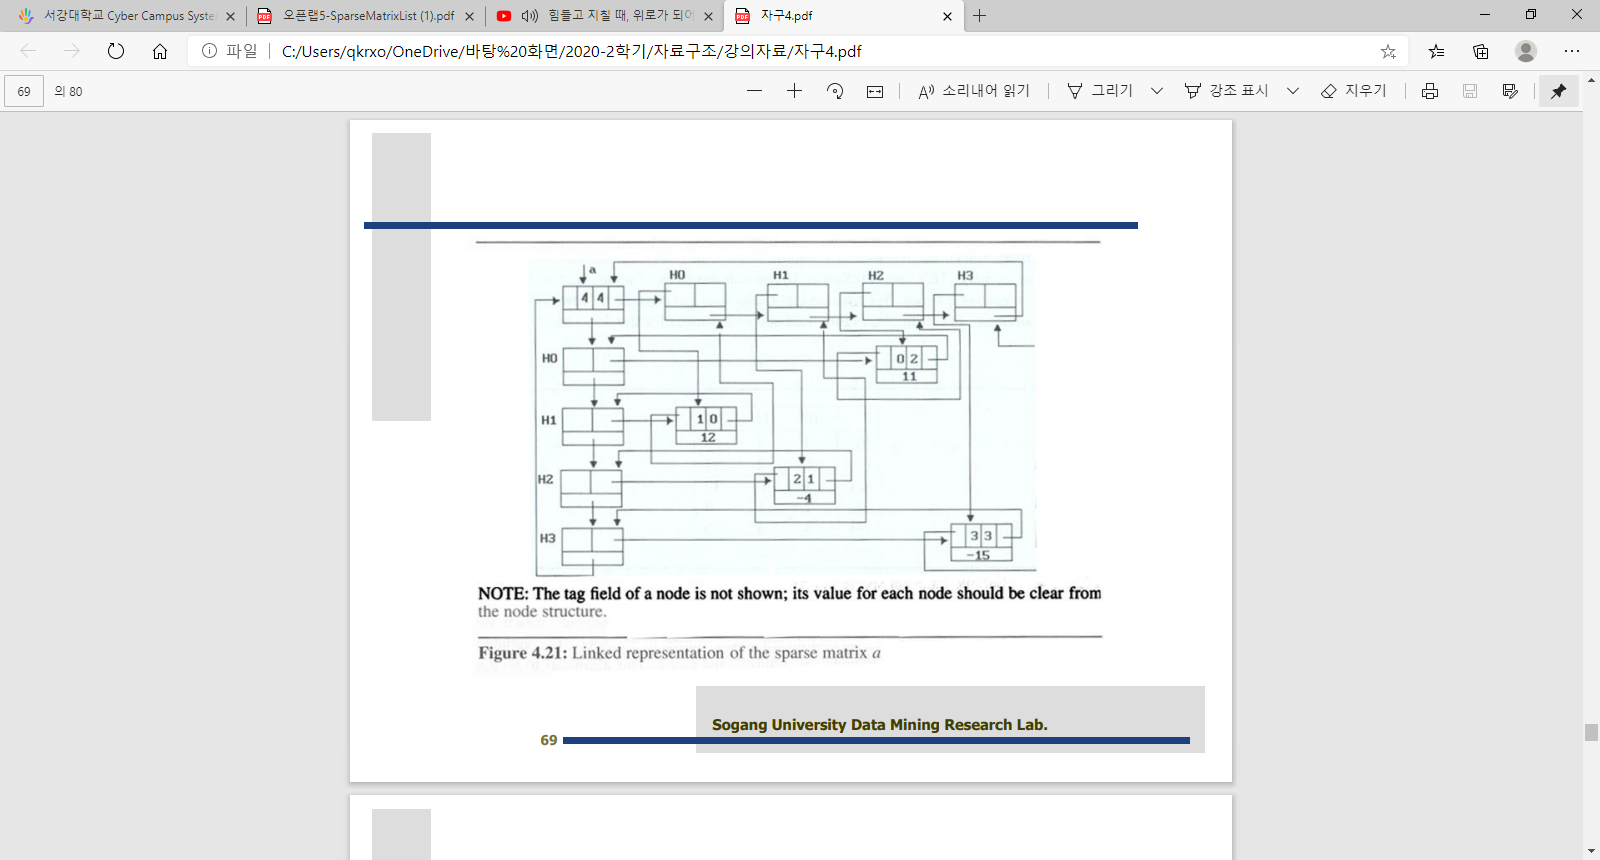 서강대학교 Cyber Campus Syste
오픈랩5-SparseMatrixList (1).pdf
힘들고 지칠 때, 위로가 되어
자구4.pdf
파일 C:/Users/qkrxo/OneDrive/바탕%20화면/2020-2학기/자료구조/강의자료/자구4.pdf
69 의 80
소리내어 읽기 그리기 강조 표시 지우기
a H0 H1 H2 H3
4 4
H0 0 2
11
H1 1 0
12
H2 2 1
-4
H3 3 3
-15
NOTE: The tag field of a node is not shown; its value for each node should be clear from
the node structure.
Figure 4.21: Linked representation of the sparse matrix a
Sogang University Data Mining Research Lab.
69